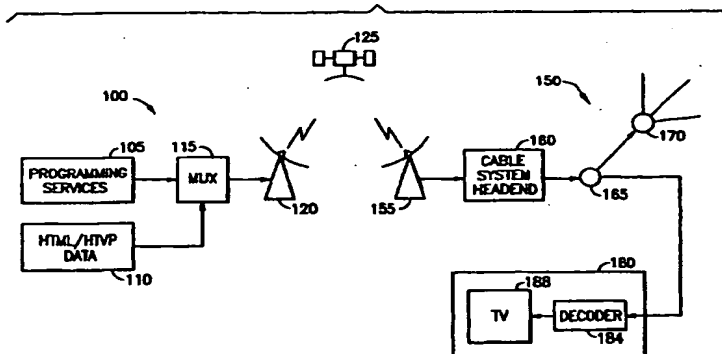 125
100
150
105
115
160
170
PROGRAMMING
SERVICES
MUX
CABLE
SYSTEM
HEADEND
120
155
165
HTML/HTVP
DATA
110
180
188
TV
DECODER
184